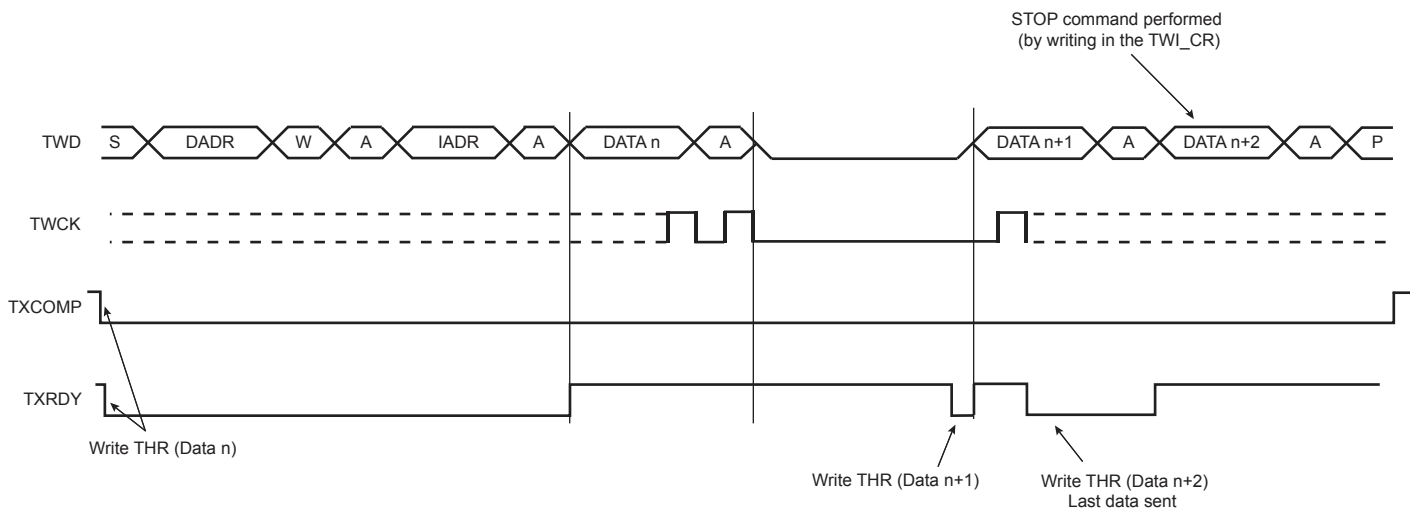 STOP command performed
(by writing in the TWI_CR)
TWD S DADR W A IADR A DATA n A DATA n+1 A DATA n+2 A P
TWCK
TXCOMP
TXRDY
Write THR (Data n)
Write THR (Data n+1)
Write THR (Data n+2)
Last data sent